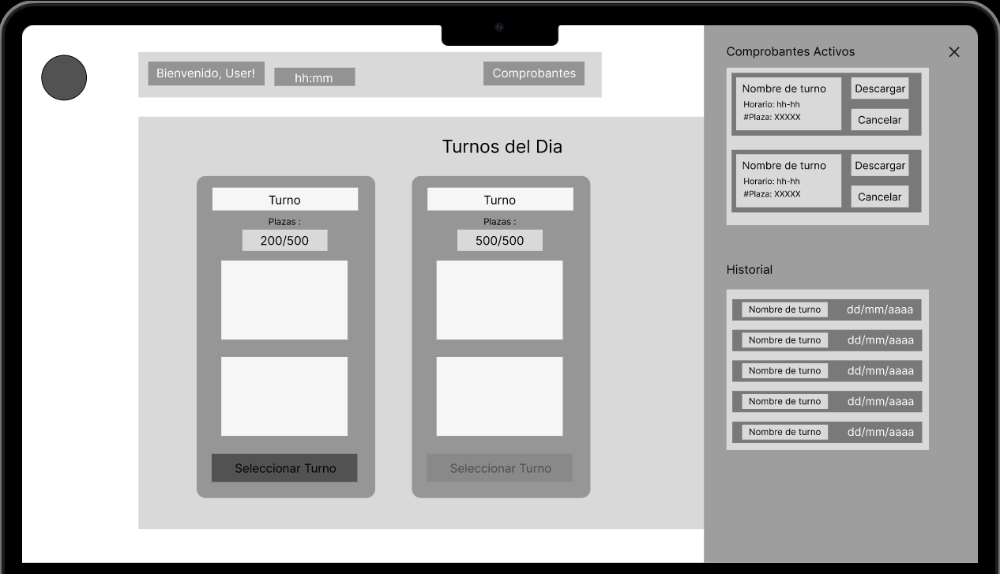 Bienvenido, User!
hh:mm
Comprobantes
Turnos del Dia
Turno
Plazas :
200/500
Seleccionar Turno
Turno
Plazas :
500/500
Seleccionar Turno
Comprobantes Activos
Nombre de turno
Horario: hh-hh
#Plaza: XXXXX
Descargar
Cancelar
Nombre de turno
Horario: hh-hh
#Plaza: XXXXX
Descargar
Cancelar
Historial
Nombre de turno dd/mm/aaaa
Nombre de turno dd/mm/aaaa
Nombre de turno dd/mm/aaaa
Nombre de turno dd/mm/aaaa
Nombre de turno dd/mm/aaaa